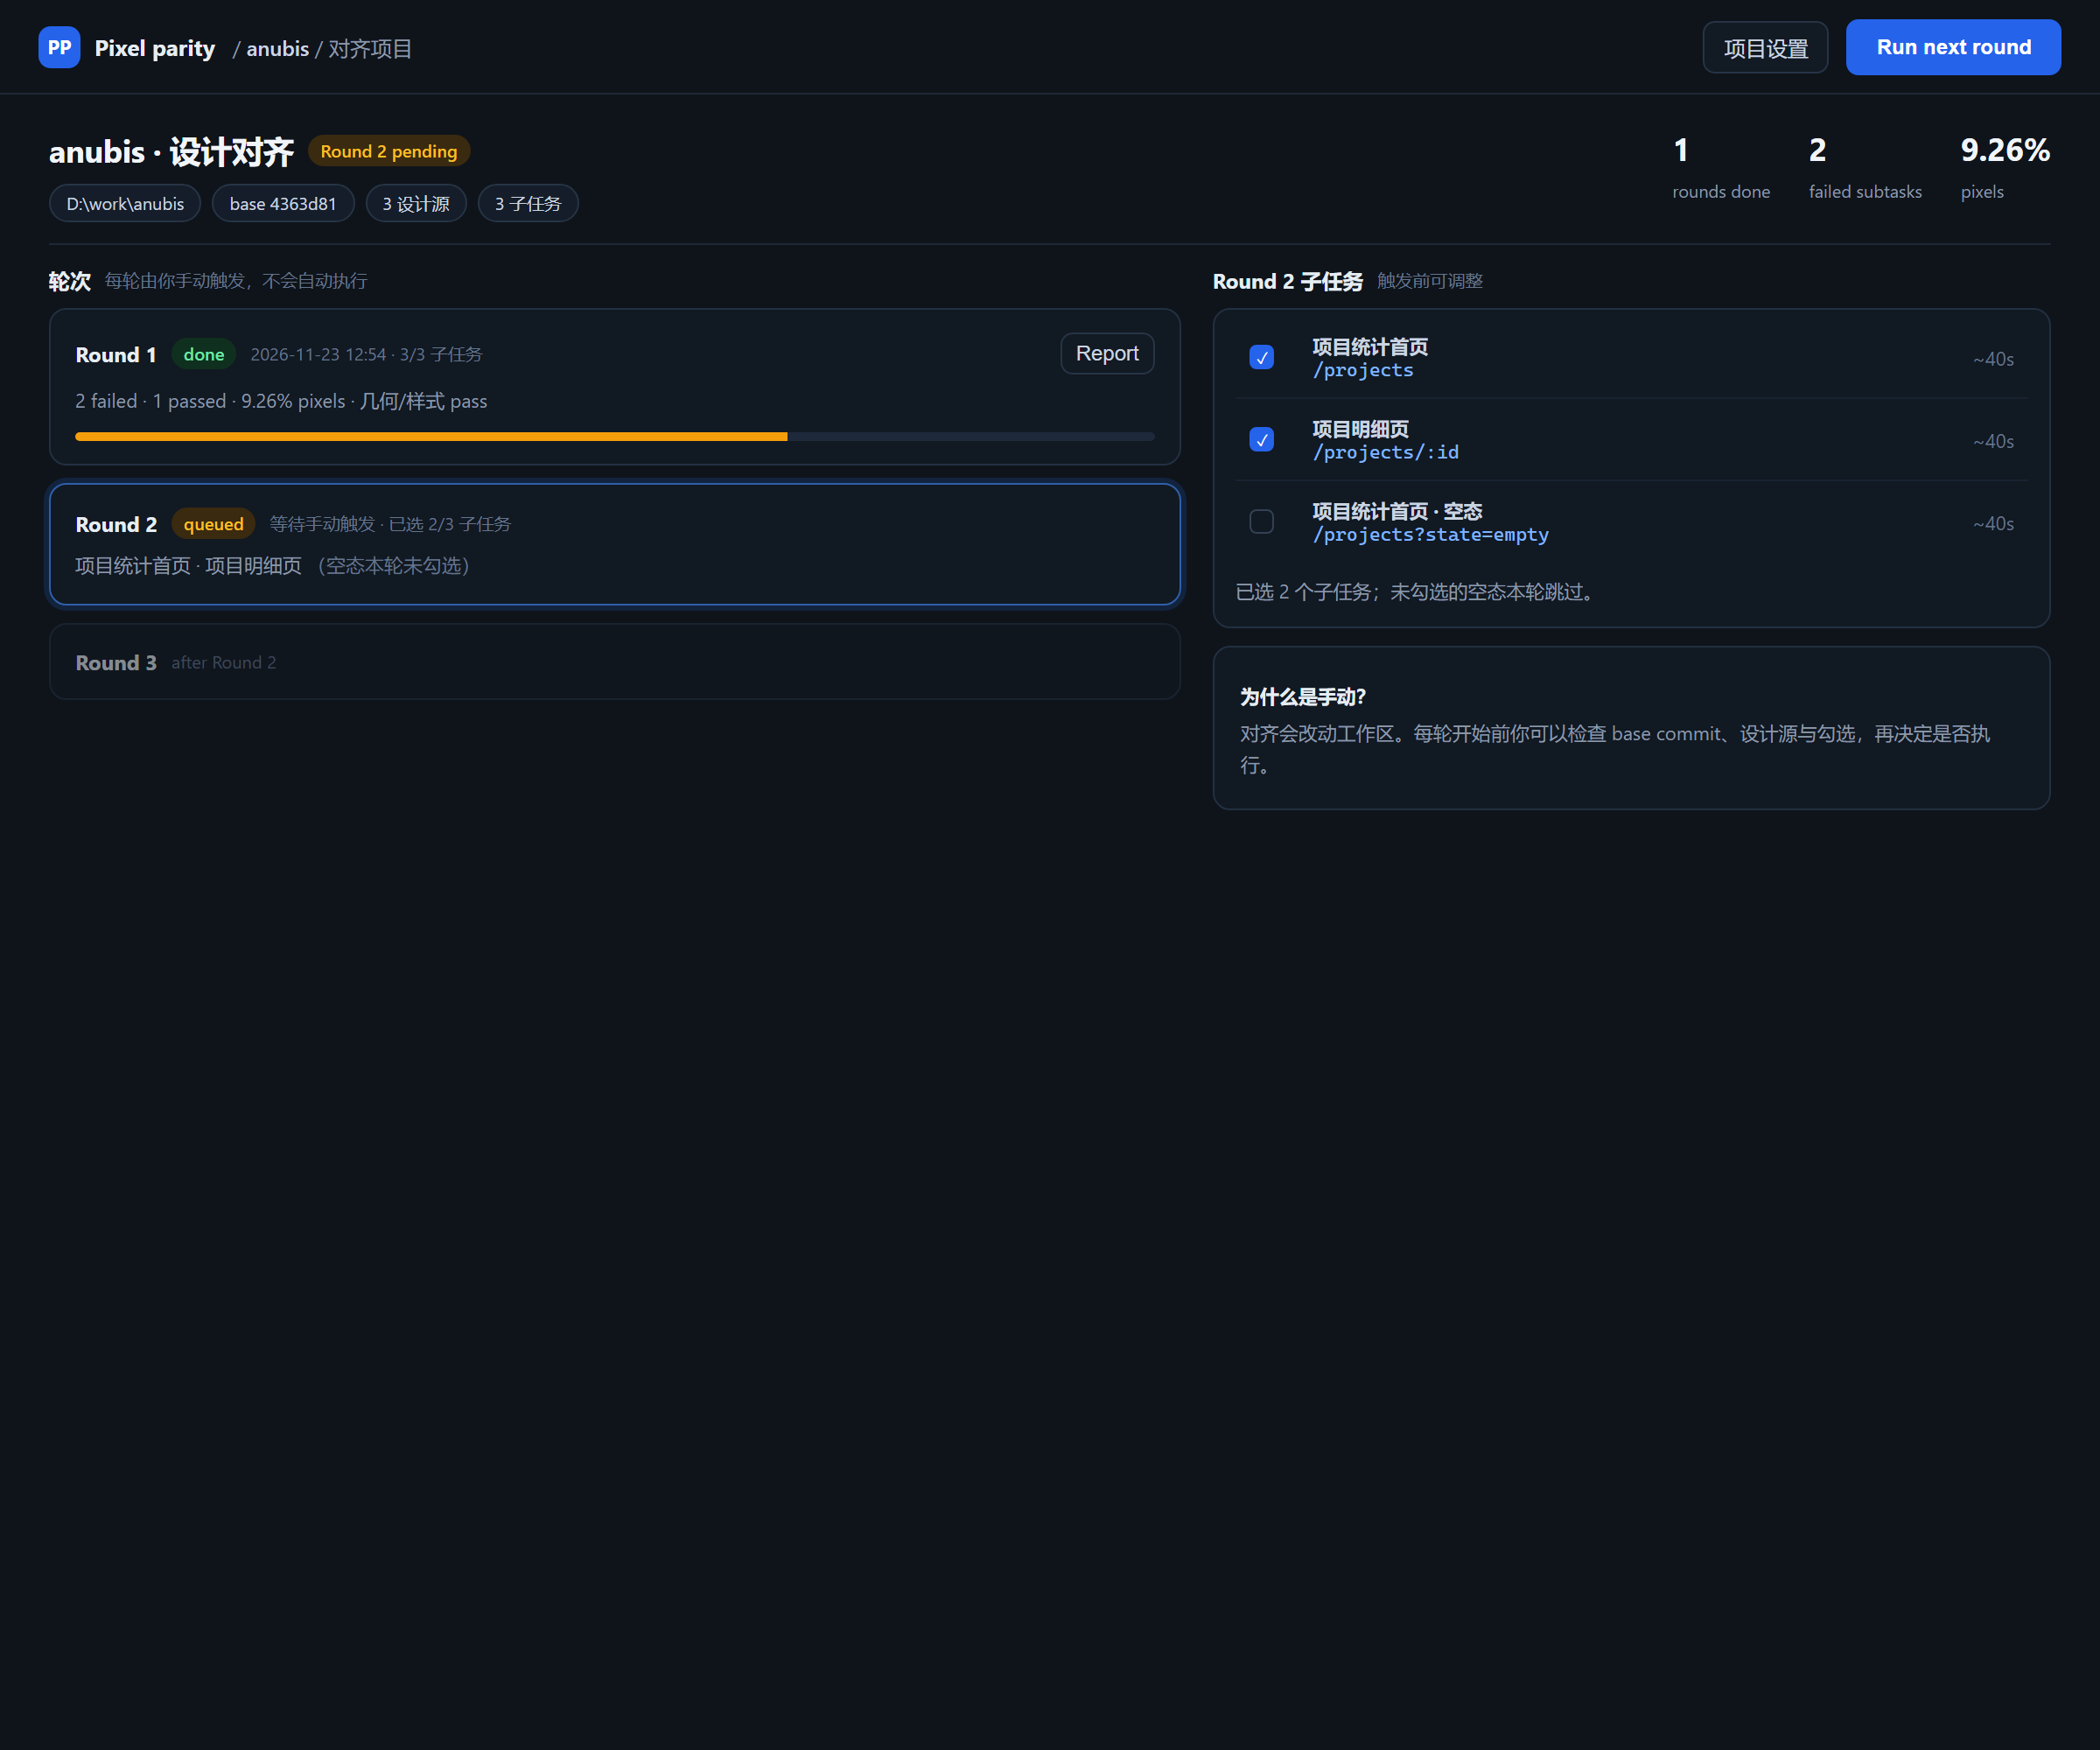 PP Pixel parity / anubis / 对齐项目
项目设置
Run next round
anubis · 设计对齐 Round 2 pending
D:\work\anubis
base 4363d81
3 设计源
3 子任务
1
rounds done
2
failed subtasks
9.26%
pixels
轮次 每轮由你手动触发，不会自动执行
Round 1 done 2026-11-23 12:54 · 3/3 子任务
Report
2 failed · 1 passed · 9.26% pixels · 几何/样式 pass
Round 2 queued 等待手动触发 · 已选 2/3 子任务
项目统计首页 · 项目明细页 （空态本轮未勾选）
Round 3 after Round 2
Round 2 子任务 触发前可调整
项目统计首页
/projects
~40s
项目明细页
/projects/:id
~40s
项目统计首页 · 空态
/projects?state=empty
~40s
已选 2 个子任务；未勾选的空态本轮跳过。
为什么是手动？
对齐会改动工作区。每轮开始前你可以检查 base commit、设计源与勾选，再决定是否执
行。